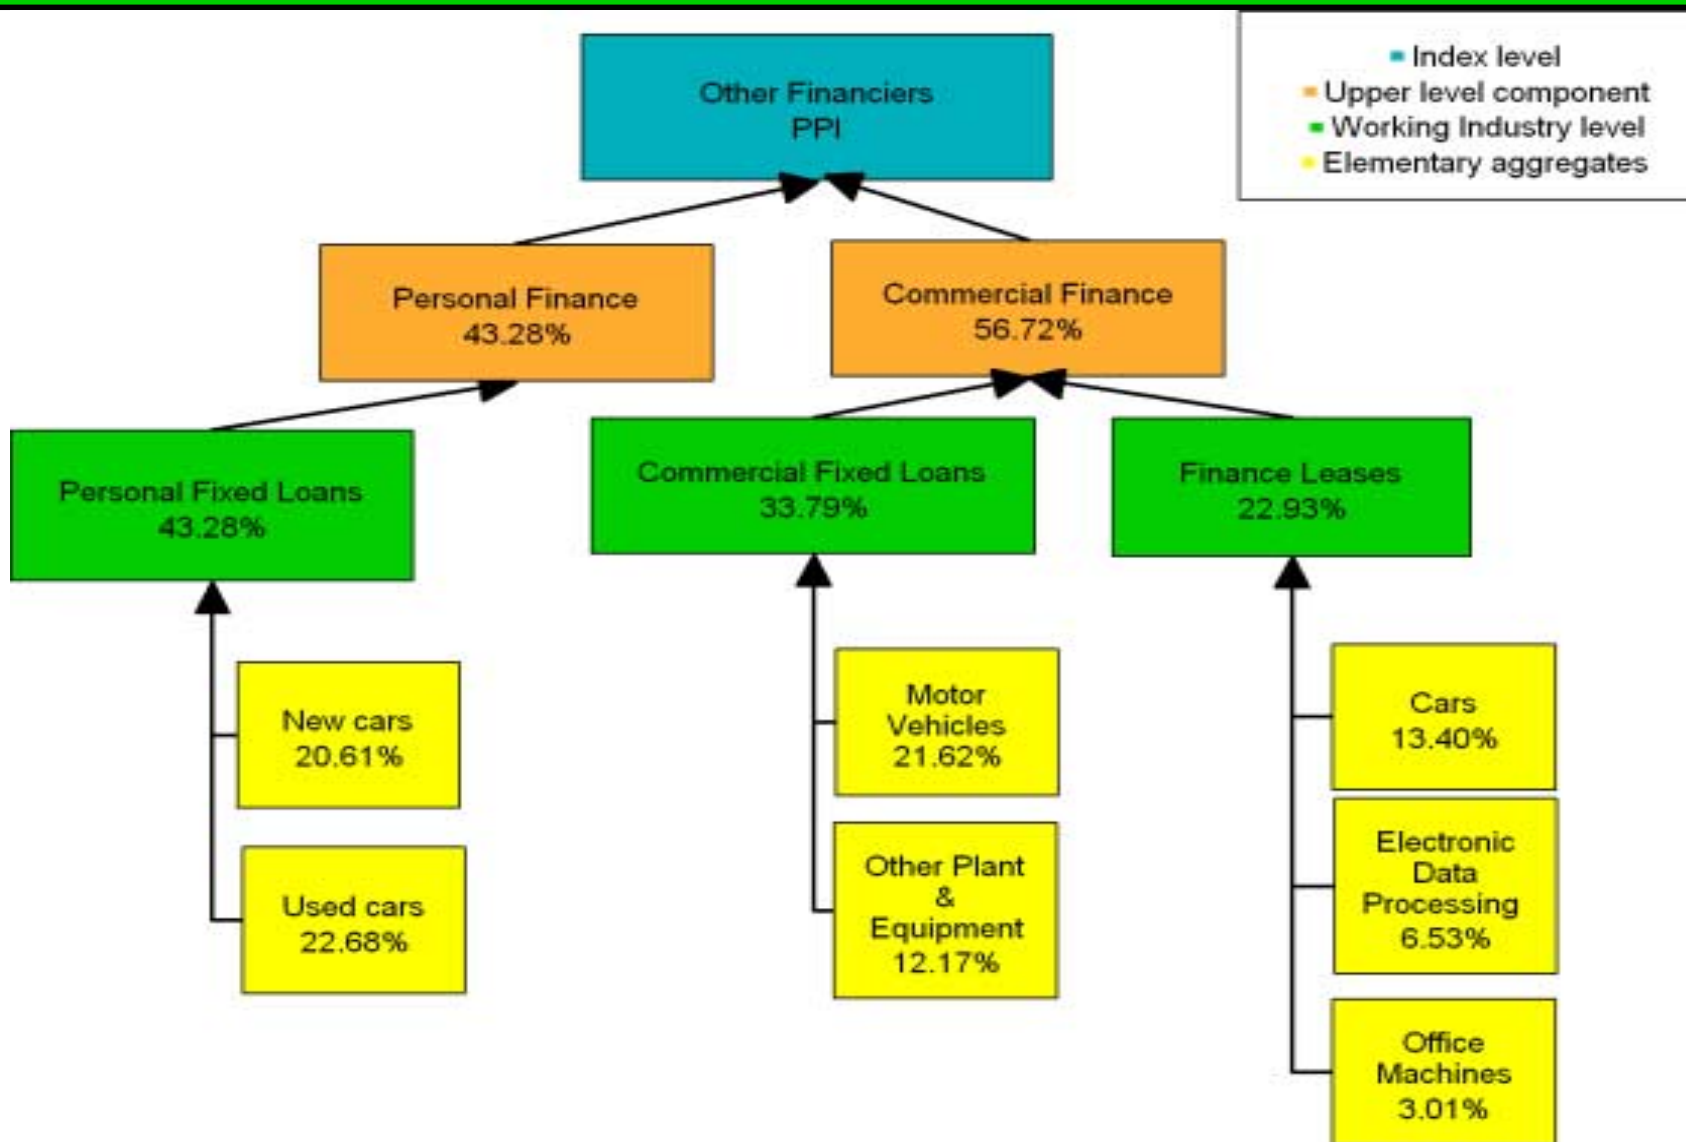 Index level
Upper level component
Working Industry level
Elementary aggregates
Other Financiers
PPI
Personal Finance
43.28%
Commercial Finance
56.72%
Personal Fixed Loans
43.28%
Commercial Fixed Loans
33.79%
Finance Leases
22.93%
New cars
20.61%
Used cars
22.68%
Motor
Vehicles
21.62%
Other Plant
&
Equipment
12.17%
Cars
13.40%
Electronic
Data
Processing
6.53%
Office
Machines
3.01%